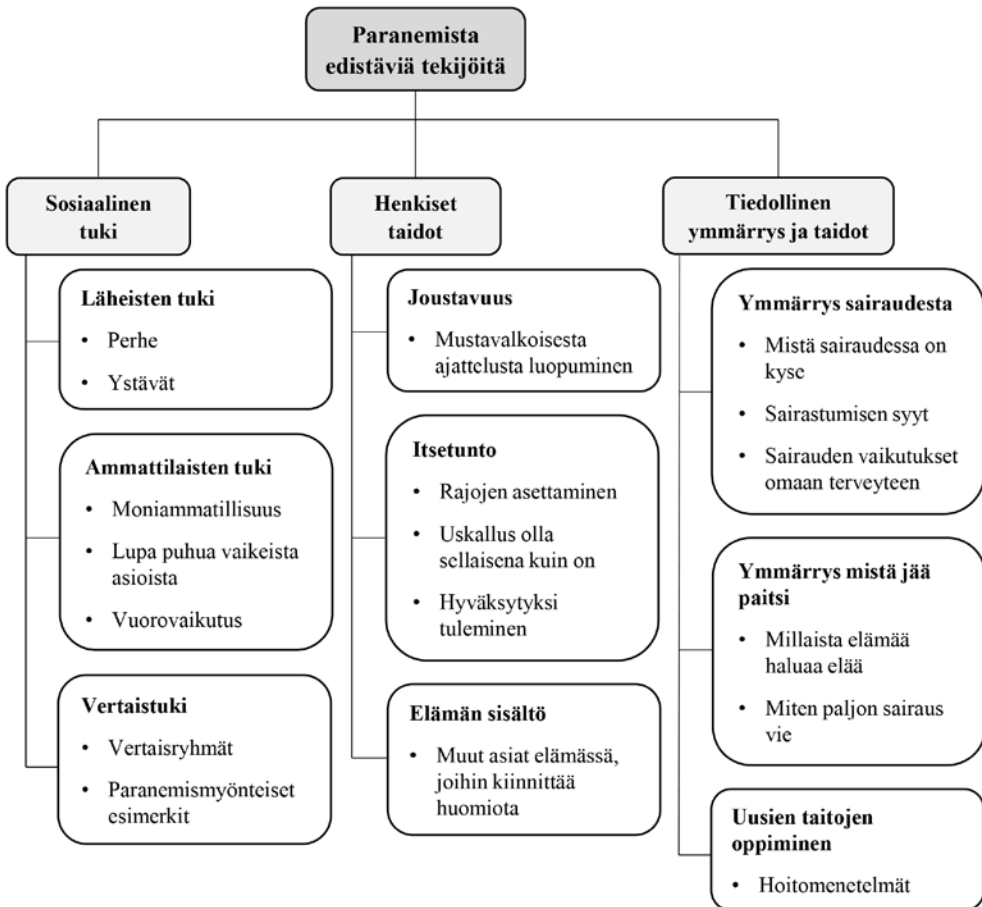 Paranemista
edistäviä tekijöitä
Sosiaalinen
tuki
Läheisten tuki
• Perhe
• Ystävät
Ammattilaisten tuki
• Moniammatillisuus
• Lupa puhua vaikeista
asioista
• Vuorovaikutus
Vertaistuki
• Vertaisryhmät
• Paranemismyönteiset
esimerkit
Henkiset
taidot
Joustavuus
• Mustavalkoisesta
ajattelusta luopuminen
Itsetunto
• Rajojen asettaminen
• Uskallus olla
sellaisena kuin on
• Hyväksytyksi
tuleminen
Elämän sisältö
• Muut asiat elämässä,
joihin kiinnittää
huomiota
Tiedollinen
ymmärrys ja taidot
Ymmärrys sairaudesta
• Mistä sairaudessa on
kyse
• Sairastumisen syyt
• Sairauden vaikutukset
omaan terveyteen
Ymmärrys mistä jää
paitsi
• Millaista elämää
haluaa elää
• Miten paljon sairaus
vie
Uusien taitojen
oppiminen
• Hoitomenetelmät